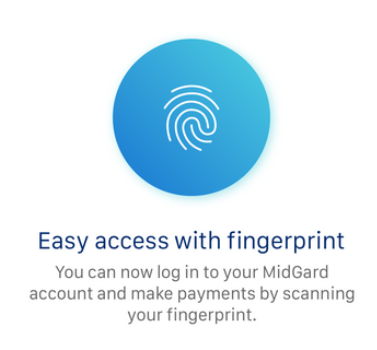 Easy access with fingerprint
You can now log in to your MidGard
account and make payments by scanning
your fingerprint.